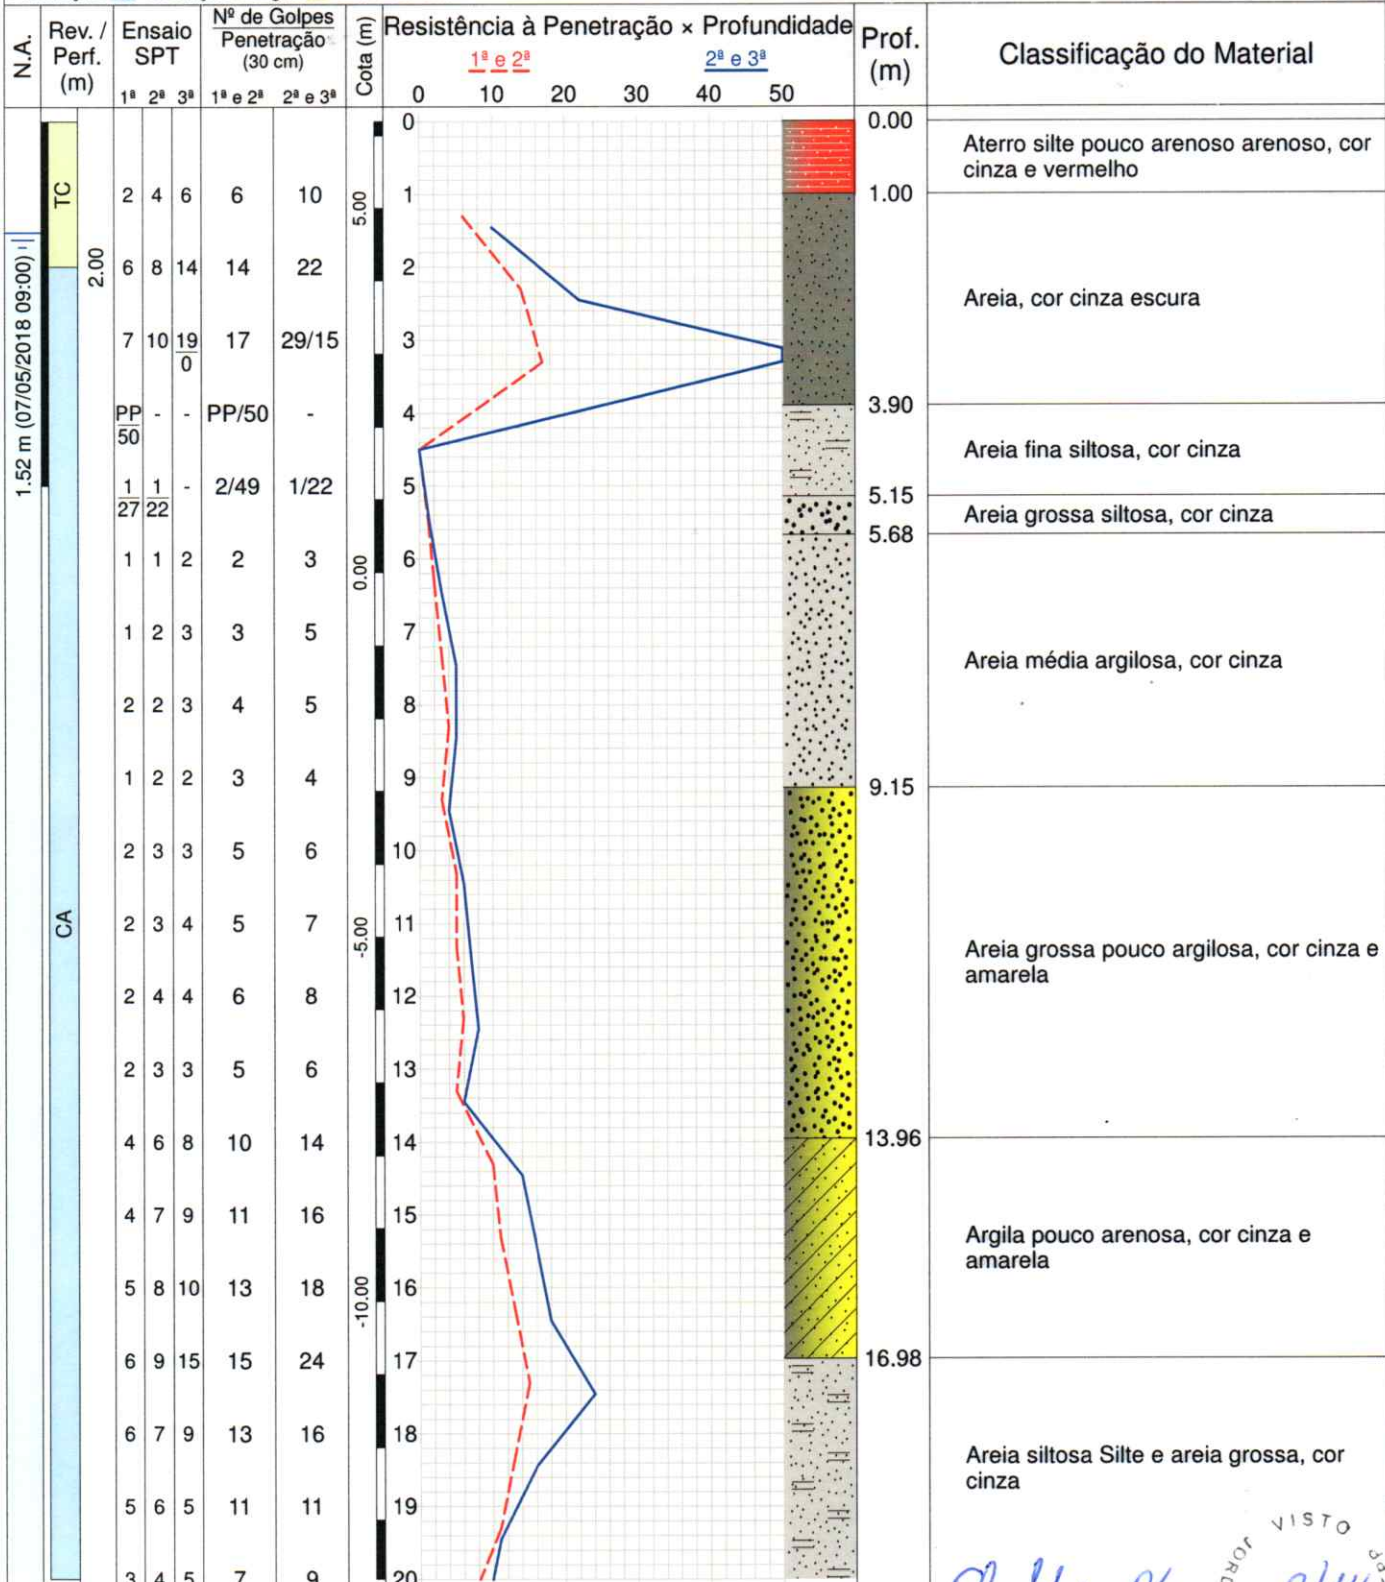 N.A. Rev. / Perf. (m) Ensaio SPT Nº de Golpes Penetração (30 cm) Cota (m) Resistência à Penetração × Profundidade Prof. (m) Classificação do Material
1ª e 2ª 2ª e 3ª
1ª 2ª 3ª 1ª e 2ª 2ª e 3ª 0 10 20 30 40 50
1.52 m (07/05/2018 09:00)
TC
2.00
CA
5.00
0.00
-5.00
-10.00
0
2 4 6 6 10 1
6 8 14 14 22 2
7 10 19/0 17 29/15 3
PP/50 - - PP/50 - 4
1/27 1/22 - 2/49 1/22 5
1 1 2 2 3 6
1 2 3 3 5 7
2 2 3 4 5 8
1 2 2 3 4 9
2 3 3 5 6 10
2 3 4 5 7 11
2 4 4 6 8 12
2 3 3 5 6 13
4 6 8 10 14 14
4 7 9 11 16 15
5 8 10 13 18 16
6 9 15 15 24 17
6 7 9 13 16 18
5 6 5 11 11 19
3 4 5 7 9 20
0.00
Aterro silte pouco arenoso arenoso, cor
cinza e vermelho
1.00
Areia, cor cinza escura
3.90
Areia fina siltosa, cor cinza
5.15
Areia grossa siltosa, cor cinza
5.68
Areia média argilosa, cor cinza
9.15
Areia grossa pouco argilosa, cor cinza e
amarela
13.96
Argila pouco arenosa, cor cinza e
amarela
16.98
Areia siltosa Silte e areia grossa, cor
cinza
VISTO